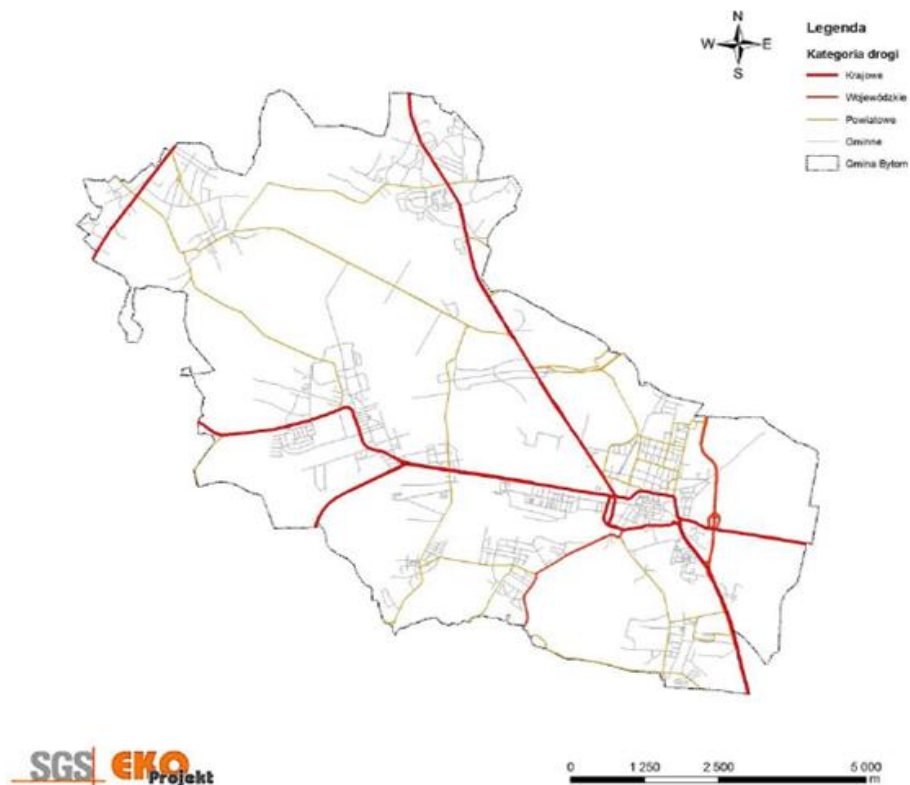 N
W E
S
Legenda
Kategoria drogi
Krajowe
Wojewódzkie
Powiatowe
Gminne
Gmina Bytom
SGS EKO
Projekt
0 1 250 2 500 5 000
m